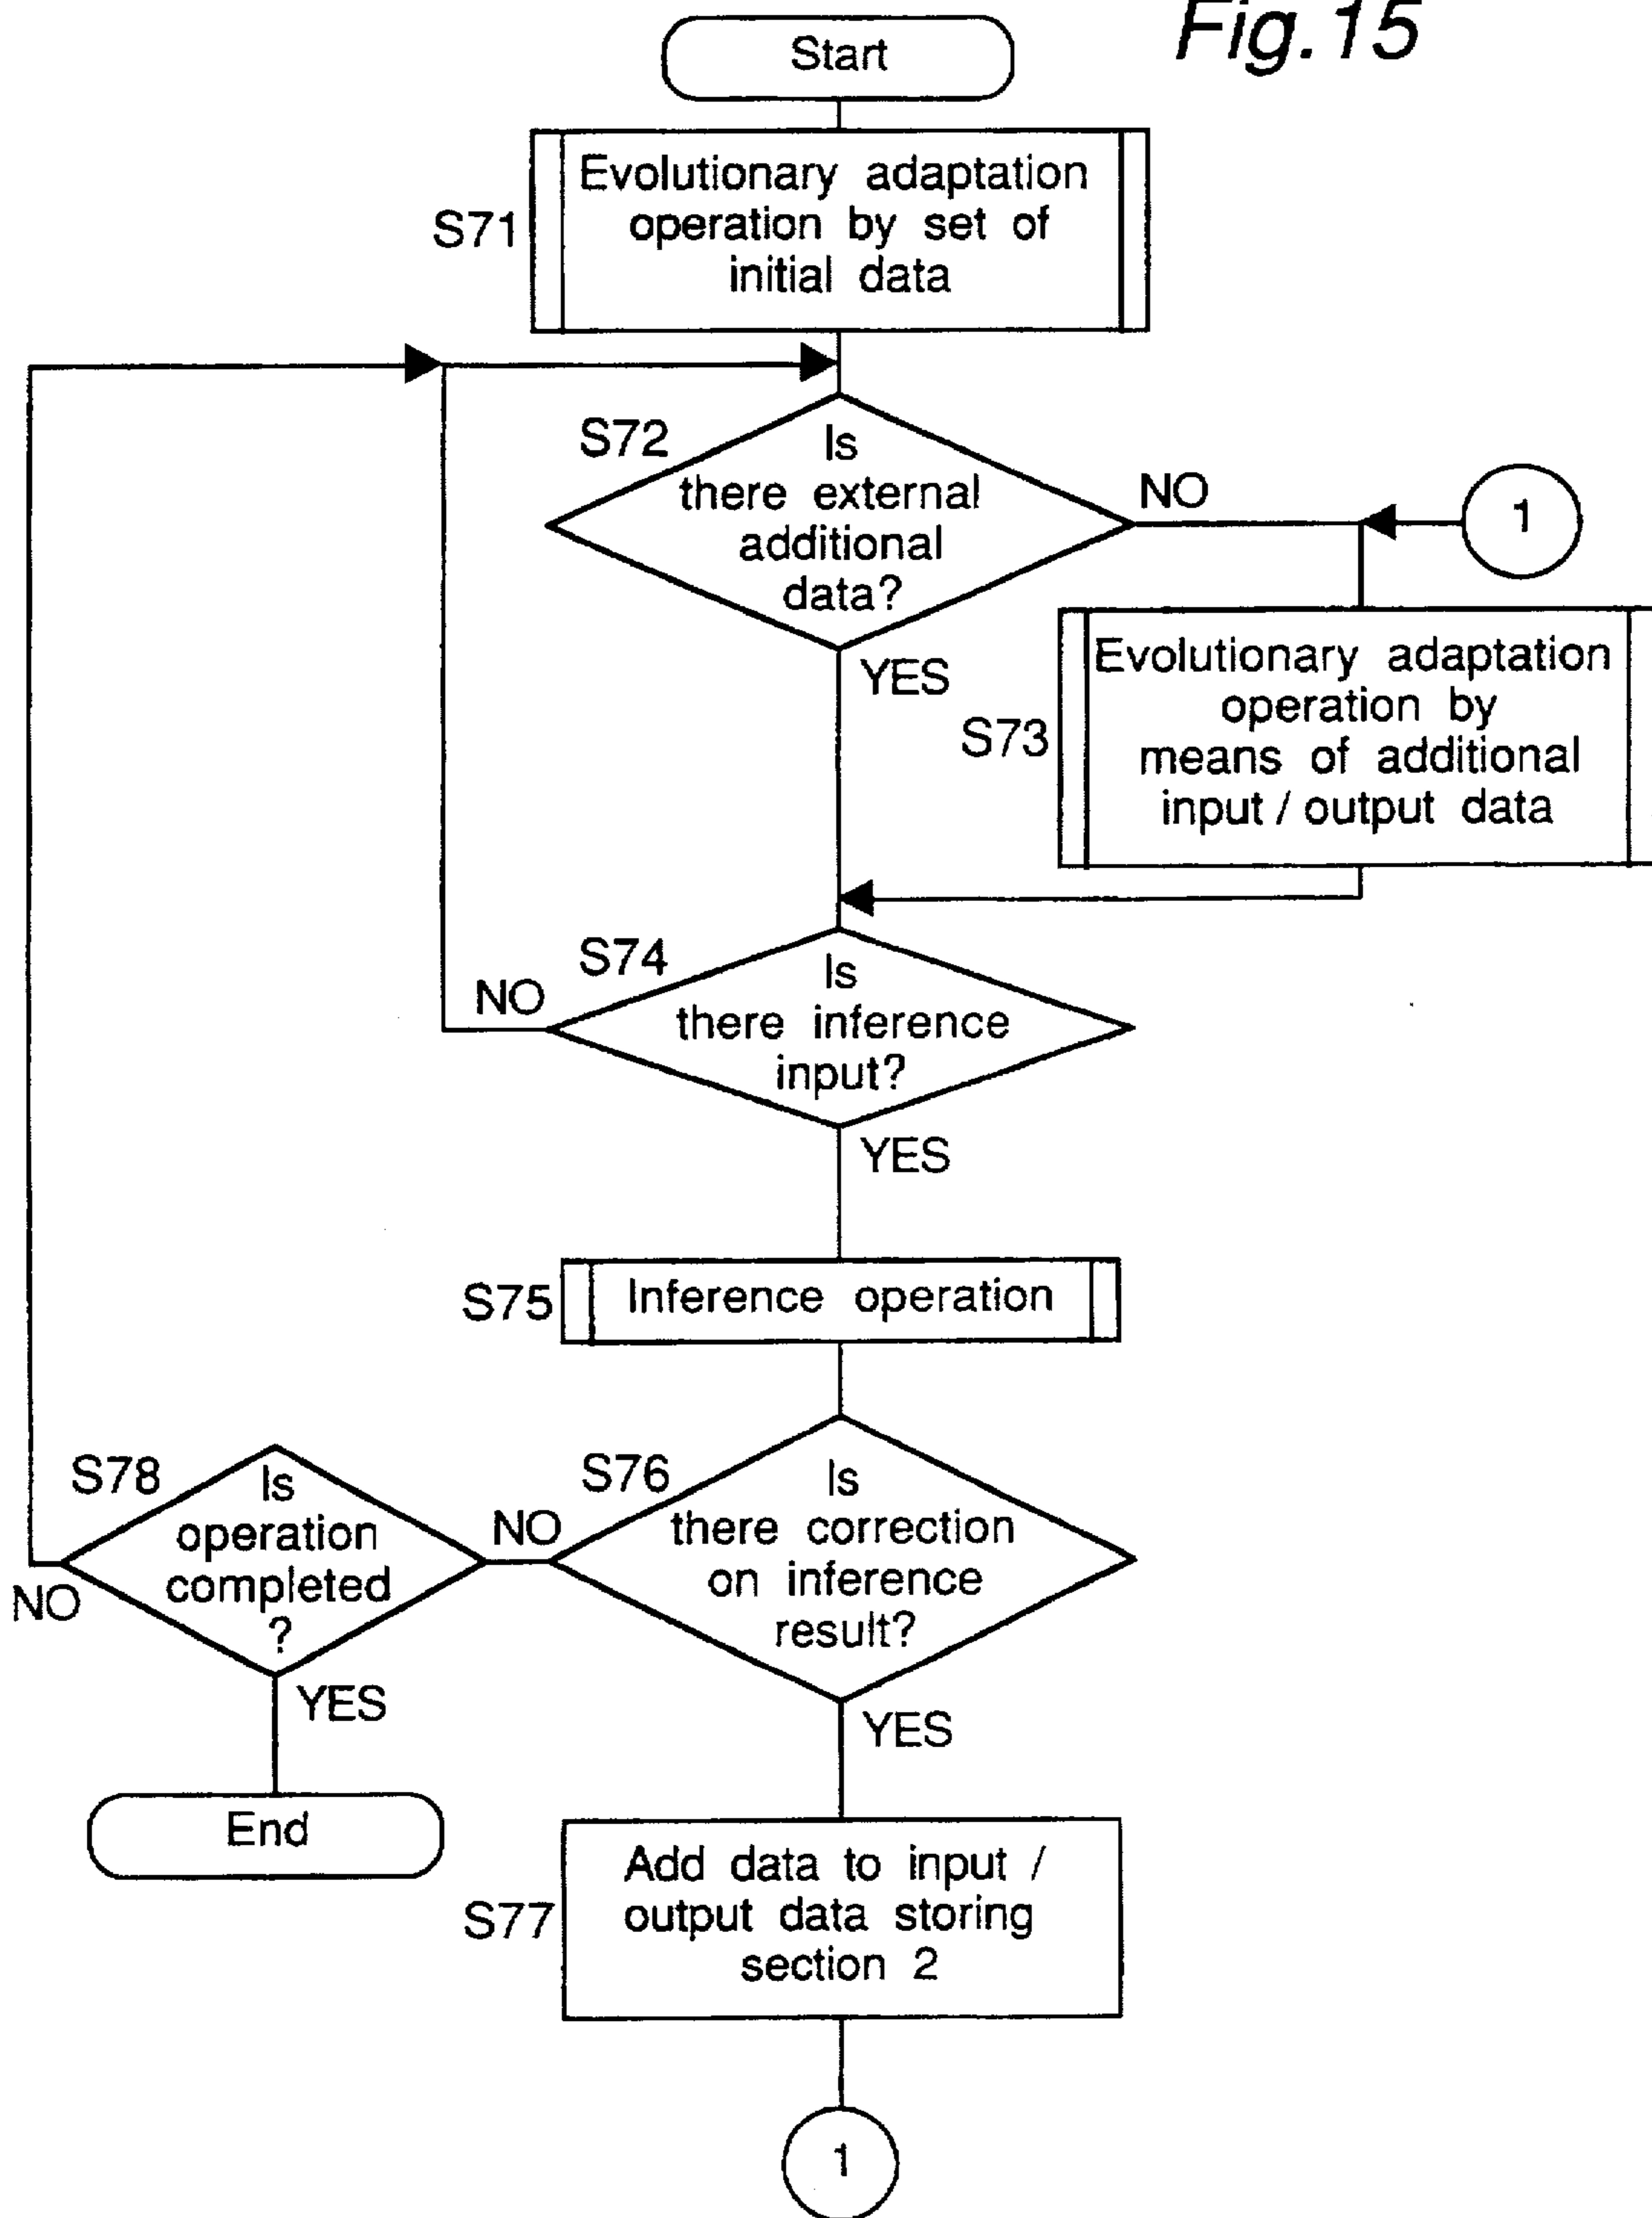 Fig.15
Start
S71
Evolutionary adaptation
operation by set of
initial data
S72
Is
there external
additional
data?
NO
1
YES
S73
Evolutionary adaptation
operation by
means of additional
input / output data
S74
Is
there inference
input?
NO
YES
S75
Inference operation
S76
Is
there correction
on inference
result?
NO
S78
Is
operation
completed
?
NO
YES
End
YES
S77
Add data to input /
output data storing
section 2
1